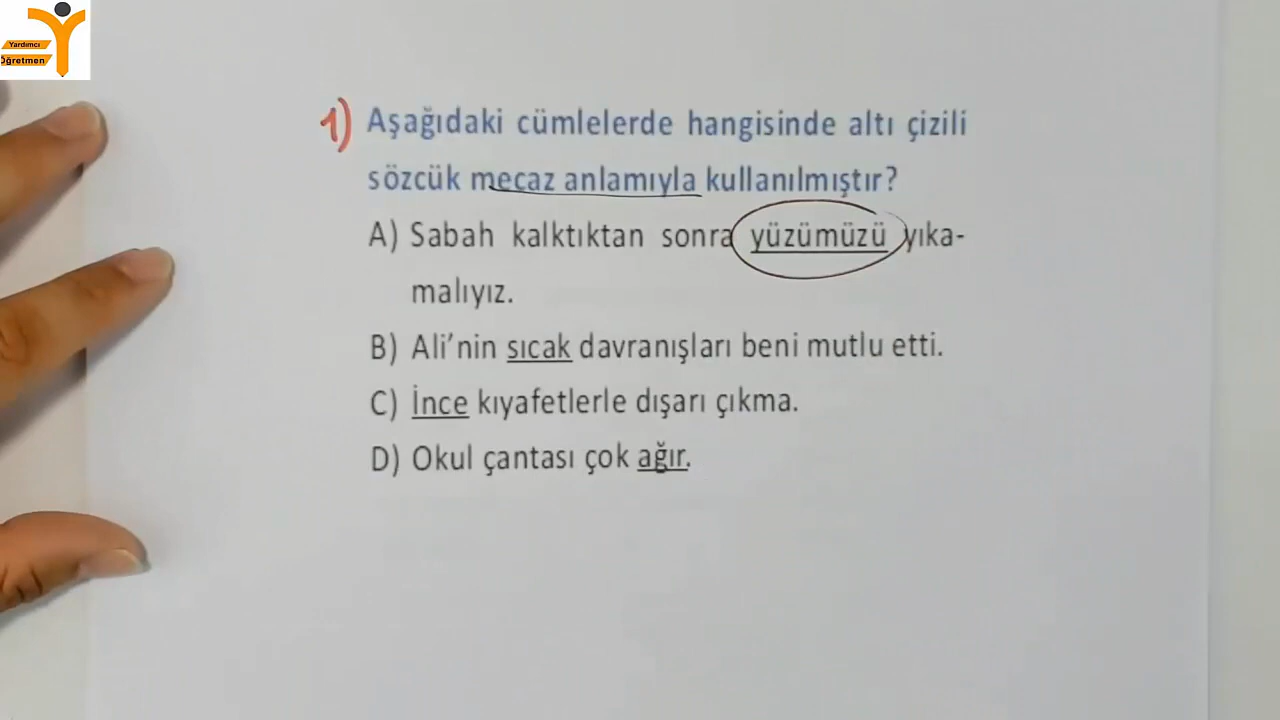 Yardımcı
Öğretmen
1) Aşağıdaki cümlelerde hangisinde altı çizili
sözcük mecaz anlamıyla kullanılmıştır?
A) Sabah kalktıktan sonra yüzümüzü yıka-
malıyız.
B) Ali'nin sıcak davranışları beni mutlu etti.
C) İnce kıyafetlerle dışarı çıkma.
D) Okul çantası çok ağır.